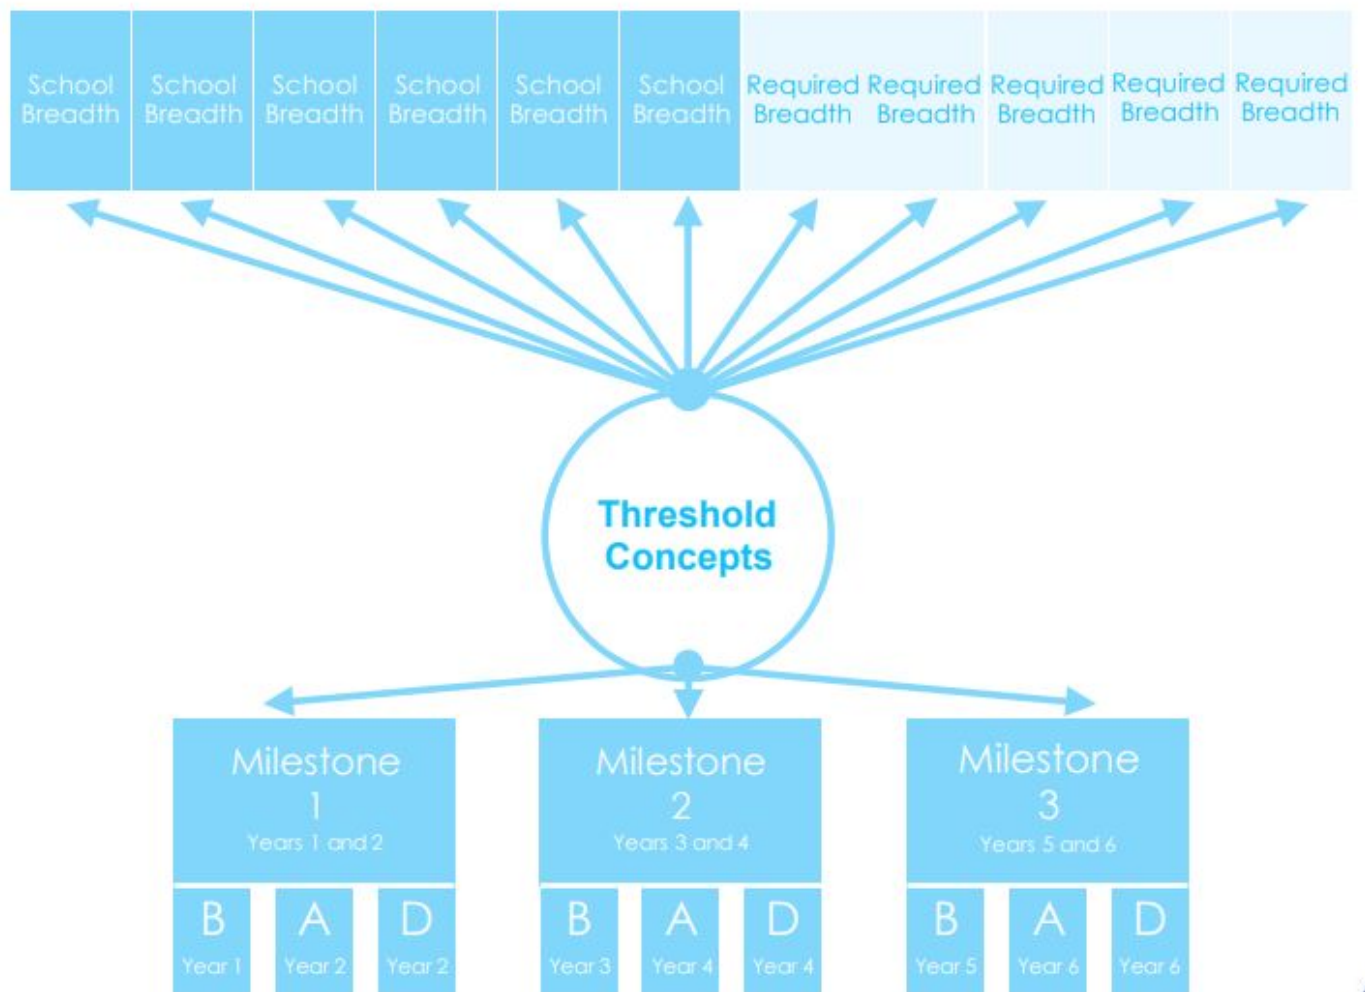 School School School School School School Required Required Required Required Required
Breadth Breadth Breadth Breadth Breadth Breadth Breadth Breadth Breadth Breadth Breadth
Threshold
Concepts
Milestone
1
Years 1 and 2
B A D
Year 1 Year 2 Year 2
Milestone
2
Years 3 and 4
B A D
Year 3 Year 4 Year 4
Milestone
3
Years 5 and 6
B A D
Year 5 Year 6 Year 6